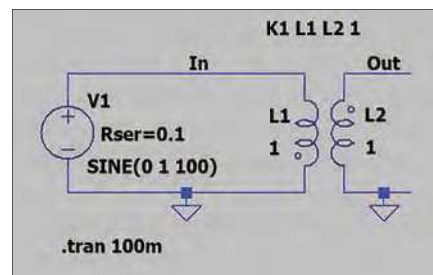 K1 L1 L2 1
In
Out
V1
L1
L2
Rser=0.1
1
1
SINE(0 1 100)
.tran 100m